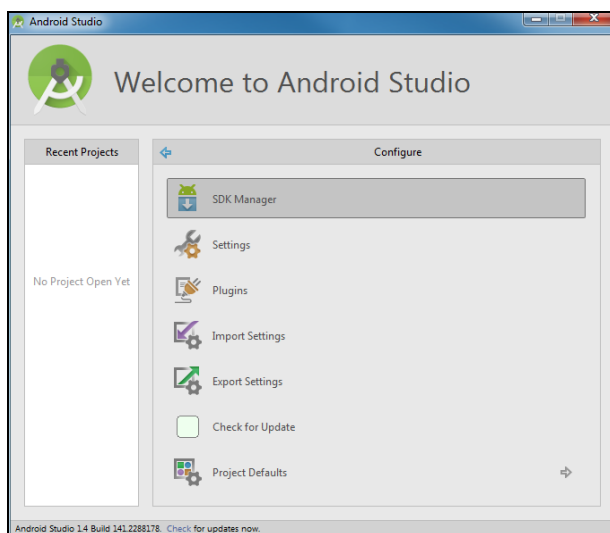 Android Studio
Welcome to Android Studio
Recent Projects
No Project Open Yet
Configure
SDK Manager
Settings
Plugins
Import Settings
Export Settings
Check for Update
Project Defaults
Android Studio 1.4 Build 141.2288178. Check for updates now.